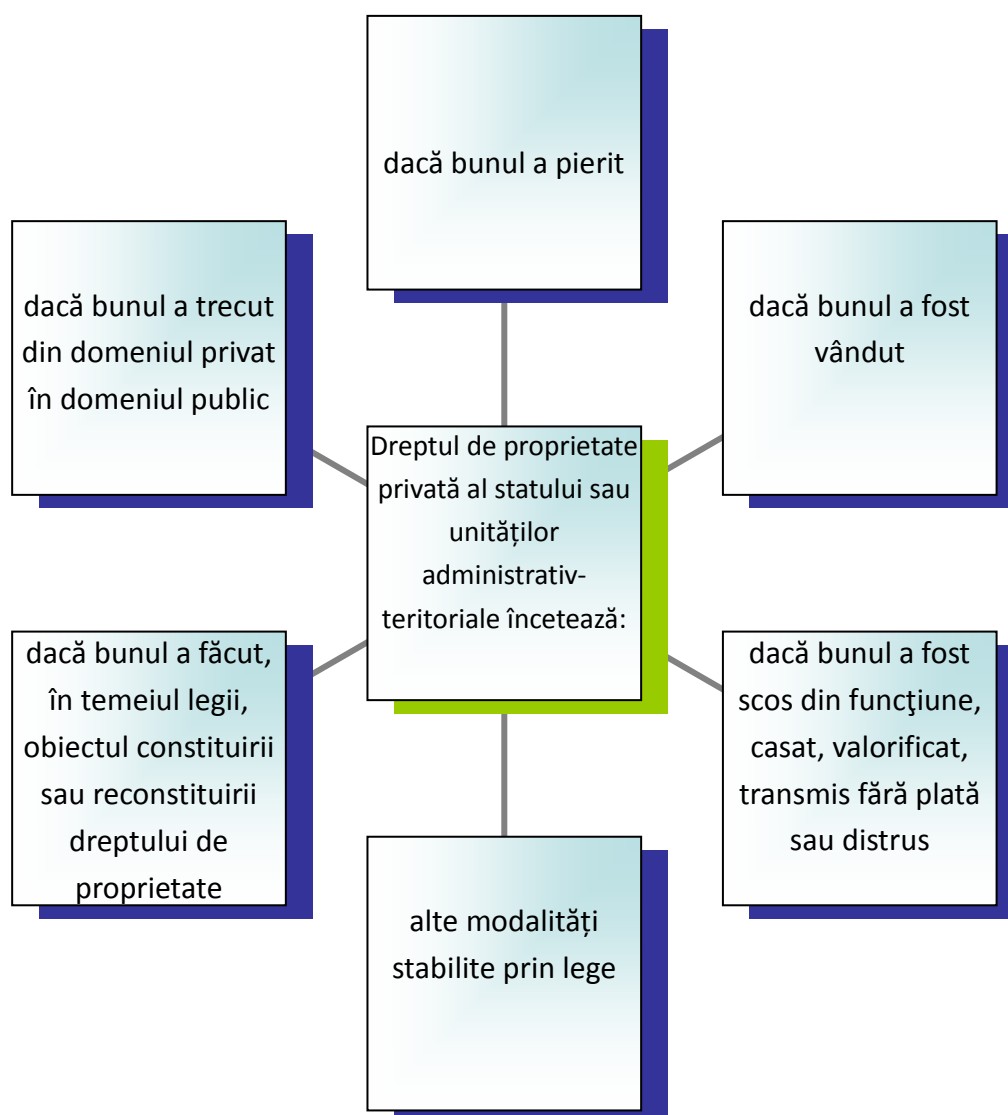 dacă bunul a pierit
dacă bunul a trecut
din domeniul privat
în domeniul public
dacă bunul a fost
vândut
Dreptul de proprietate
privată al statului sau
unităților
administrativ-
teritoriale încetează:
dacă bunul a făcut,
în temeiul legii,
obiectul constituirii
sau reconstituirii
dreptului de
proprietate
dacă bunul a fost
scos din funcţiune,
casat, valorificat,
transmis fără plată
sau distrus
alte modalități
stabilite prin lege